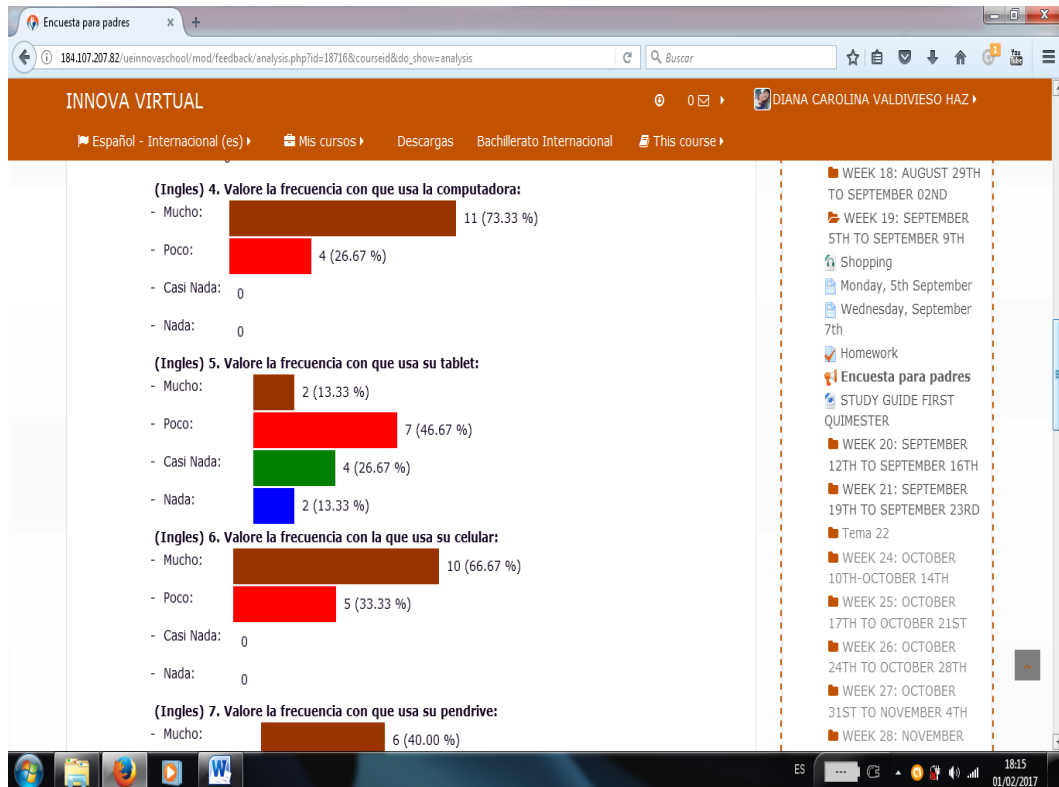 Encuesta para padres
184.107.207.82/ueinnovaschool/mod/feedback/analysis.php?id=18716&courseid&do_show=analysis
Buscar
1
You Tube
INNOVA VIRTUAL
0
DIANA CAROLINA VALDIVIESO HAZ
Español - Internacional (es)
Mis cursos
Descargas
Bachillerato Internacional
This course
(Ingles) 4. Valore la frecuencia con que usa la computadora:
- Mucho: 11 (73.33 %)
- Poco: 4 (26.67 %)
- Casi Nada: 0
- Nada: 0
(Ingles) 5. Valore la frecuencia con que usa su tablet:
- Mucho: 2 (13.33 %)
- Poco: 7 (46.67 %)
- Casi Nada: 4 (26.67 %)
- Nada: 2 (13.33 %)
(Ingles) 6. Valore la frecuencia con la que usa su celular:
- Mucho: 10 (66.67 %)
- Poco: 5 (33.33 %)
- Casi Nada: 0
- Nada: 0
(Ingles) 7. Valore la frecuencia con que usa su pendrive:
- Mucho: 6 (40.00 %)
WEEK 18: AUGUST 29TH
TO SEPTEMBER 02ND
WEEK 19: SEPTEMBER
5TH TO SEPTEMBER 9TH
Shopping
Monday, 5th September
Wednesday, September
7th
Homework
Encuesta para padres
STUDY GUIDE FIRST
QUIMESTER
WEEK 20: SEPTEMBER
12TH TO SEPTEMBER 16TH
WEEK 21: SEPTEMBER
19TH TO SEPTEMBER 23RD
Tema 22
WEEK 24: OCTOBER
10TH-OCTOBER 14TH
WEEK 25: OCTOBER
17TH TO OCTOBER 21ST
WEEK 26: OCTOBER
24TH TO OCTOBER 28TH
WEEK 27: OCTOBER
31ST TO NOVEMBER 4TH
WEEK 28: NOVEMBER
ES
18:15
01/02/2017